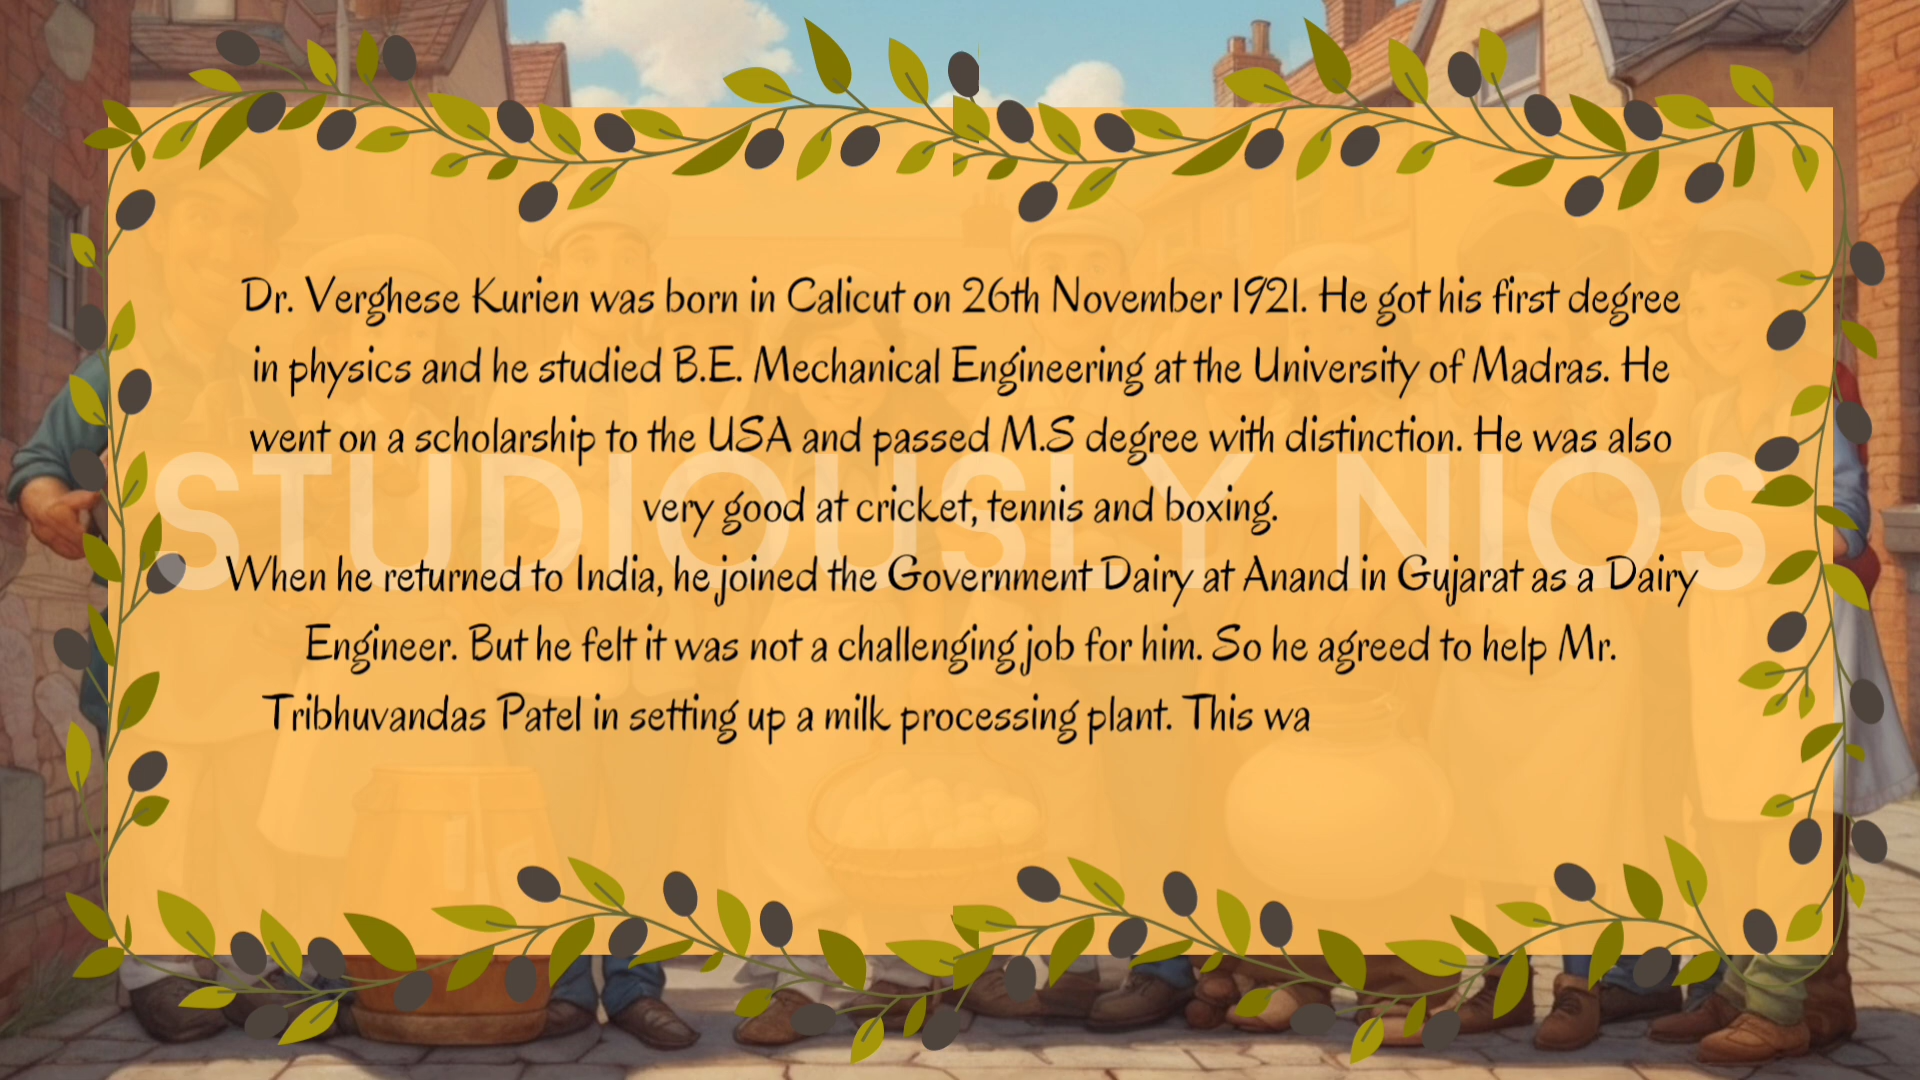 Dr. Verghese Kurien was born in Calicut on 26th November 1921. He got his first degree
in physics and he studied B.E. Mechanical Engineering at the University of Madras. He
went on a scholarship to the USA and passed M.S degree with distinction. He was also
very good at cricket, tennis and boxing.
STUDIOUSLY NIOS
When he returned to India, he joined the Government Dairy at Anand in Gujarat as a Dairy
Engineer. But he felt it was not a challenging job for him. So he agreed to help Mr.
Tribhuvandas Patel in setting up a milk processing plant. This wa